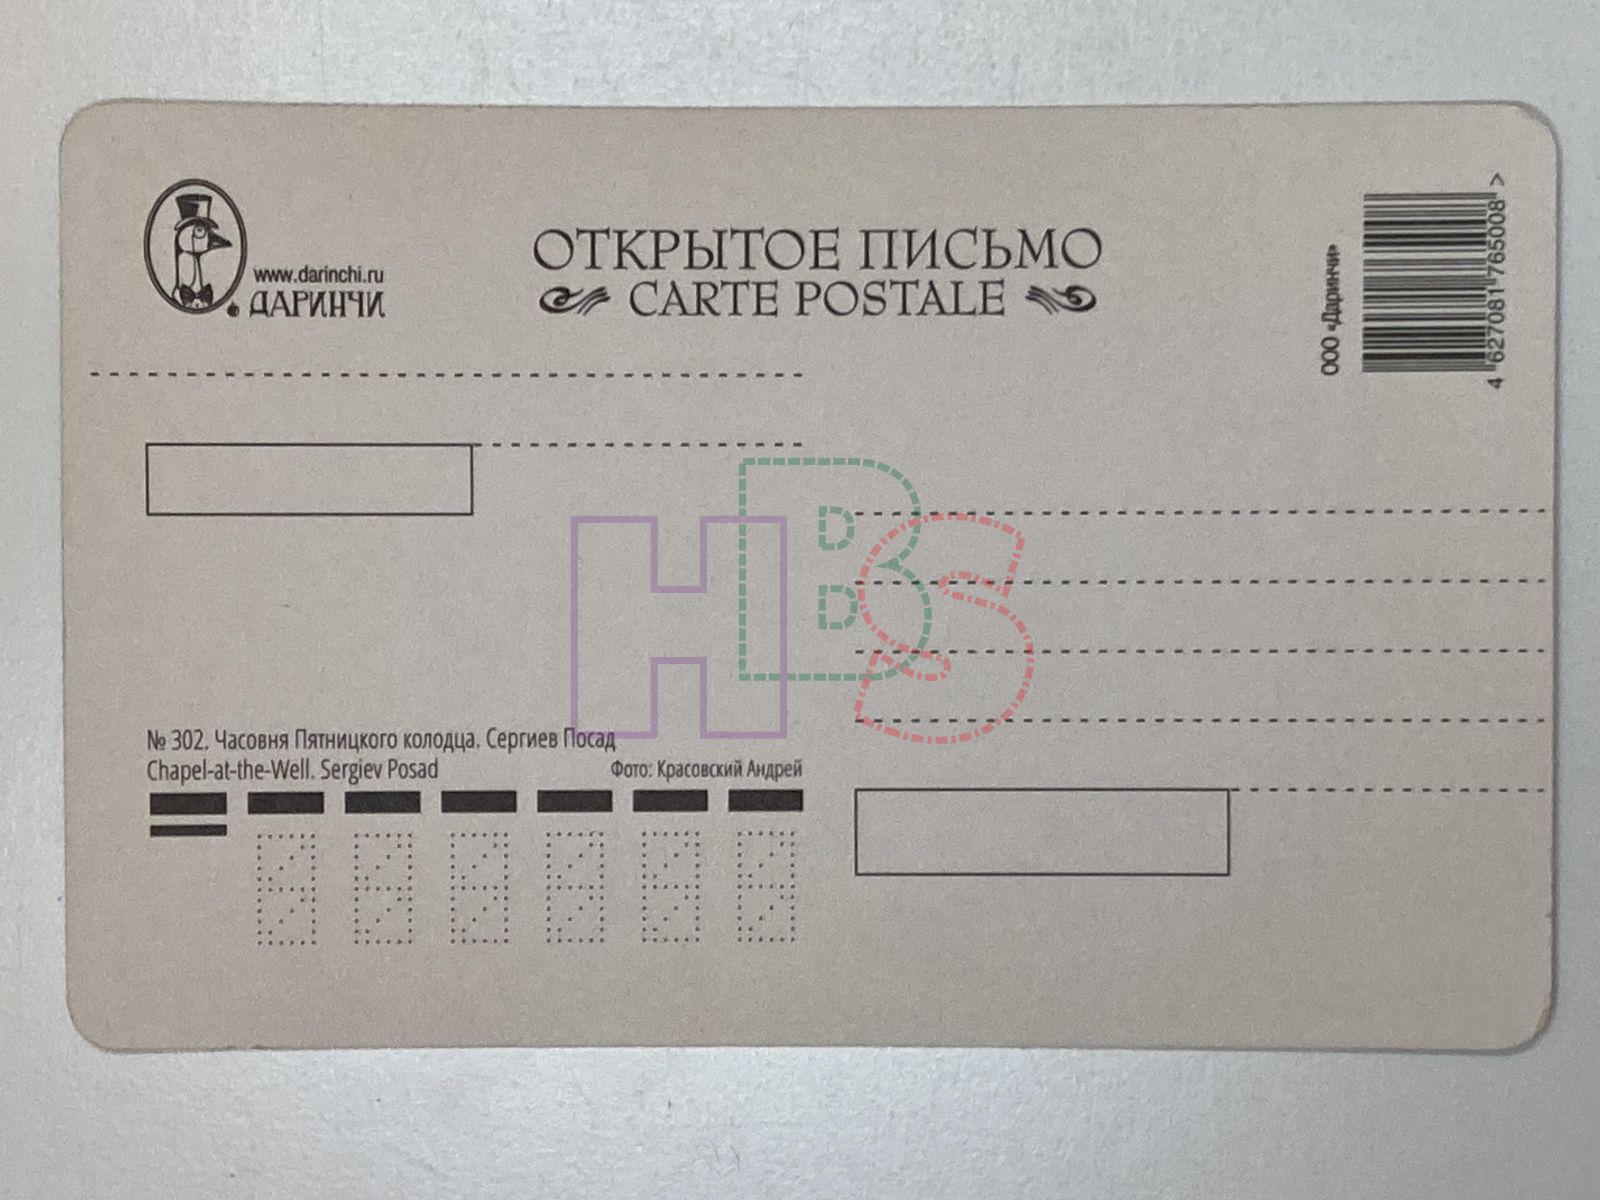 www.darinchi.ru
ДАРИНЧИ
ОТКРЫТОЕ ПИСЬМО
CARTE POSTALE
ООО «Даринчи»
4 627081 765008 >
HBS
№ 302. Часовня Пятницкого колодца. Сергиев Посад
Chapel-at-the-Well. Sergiev Posad
Фото: Красовский Андрей